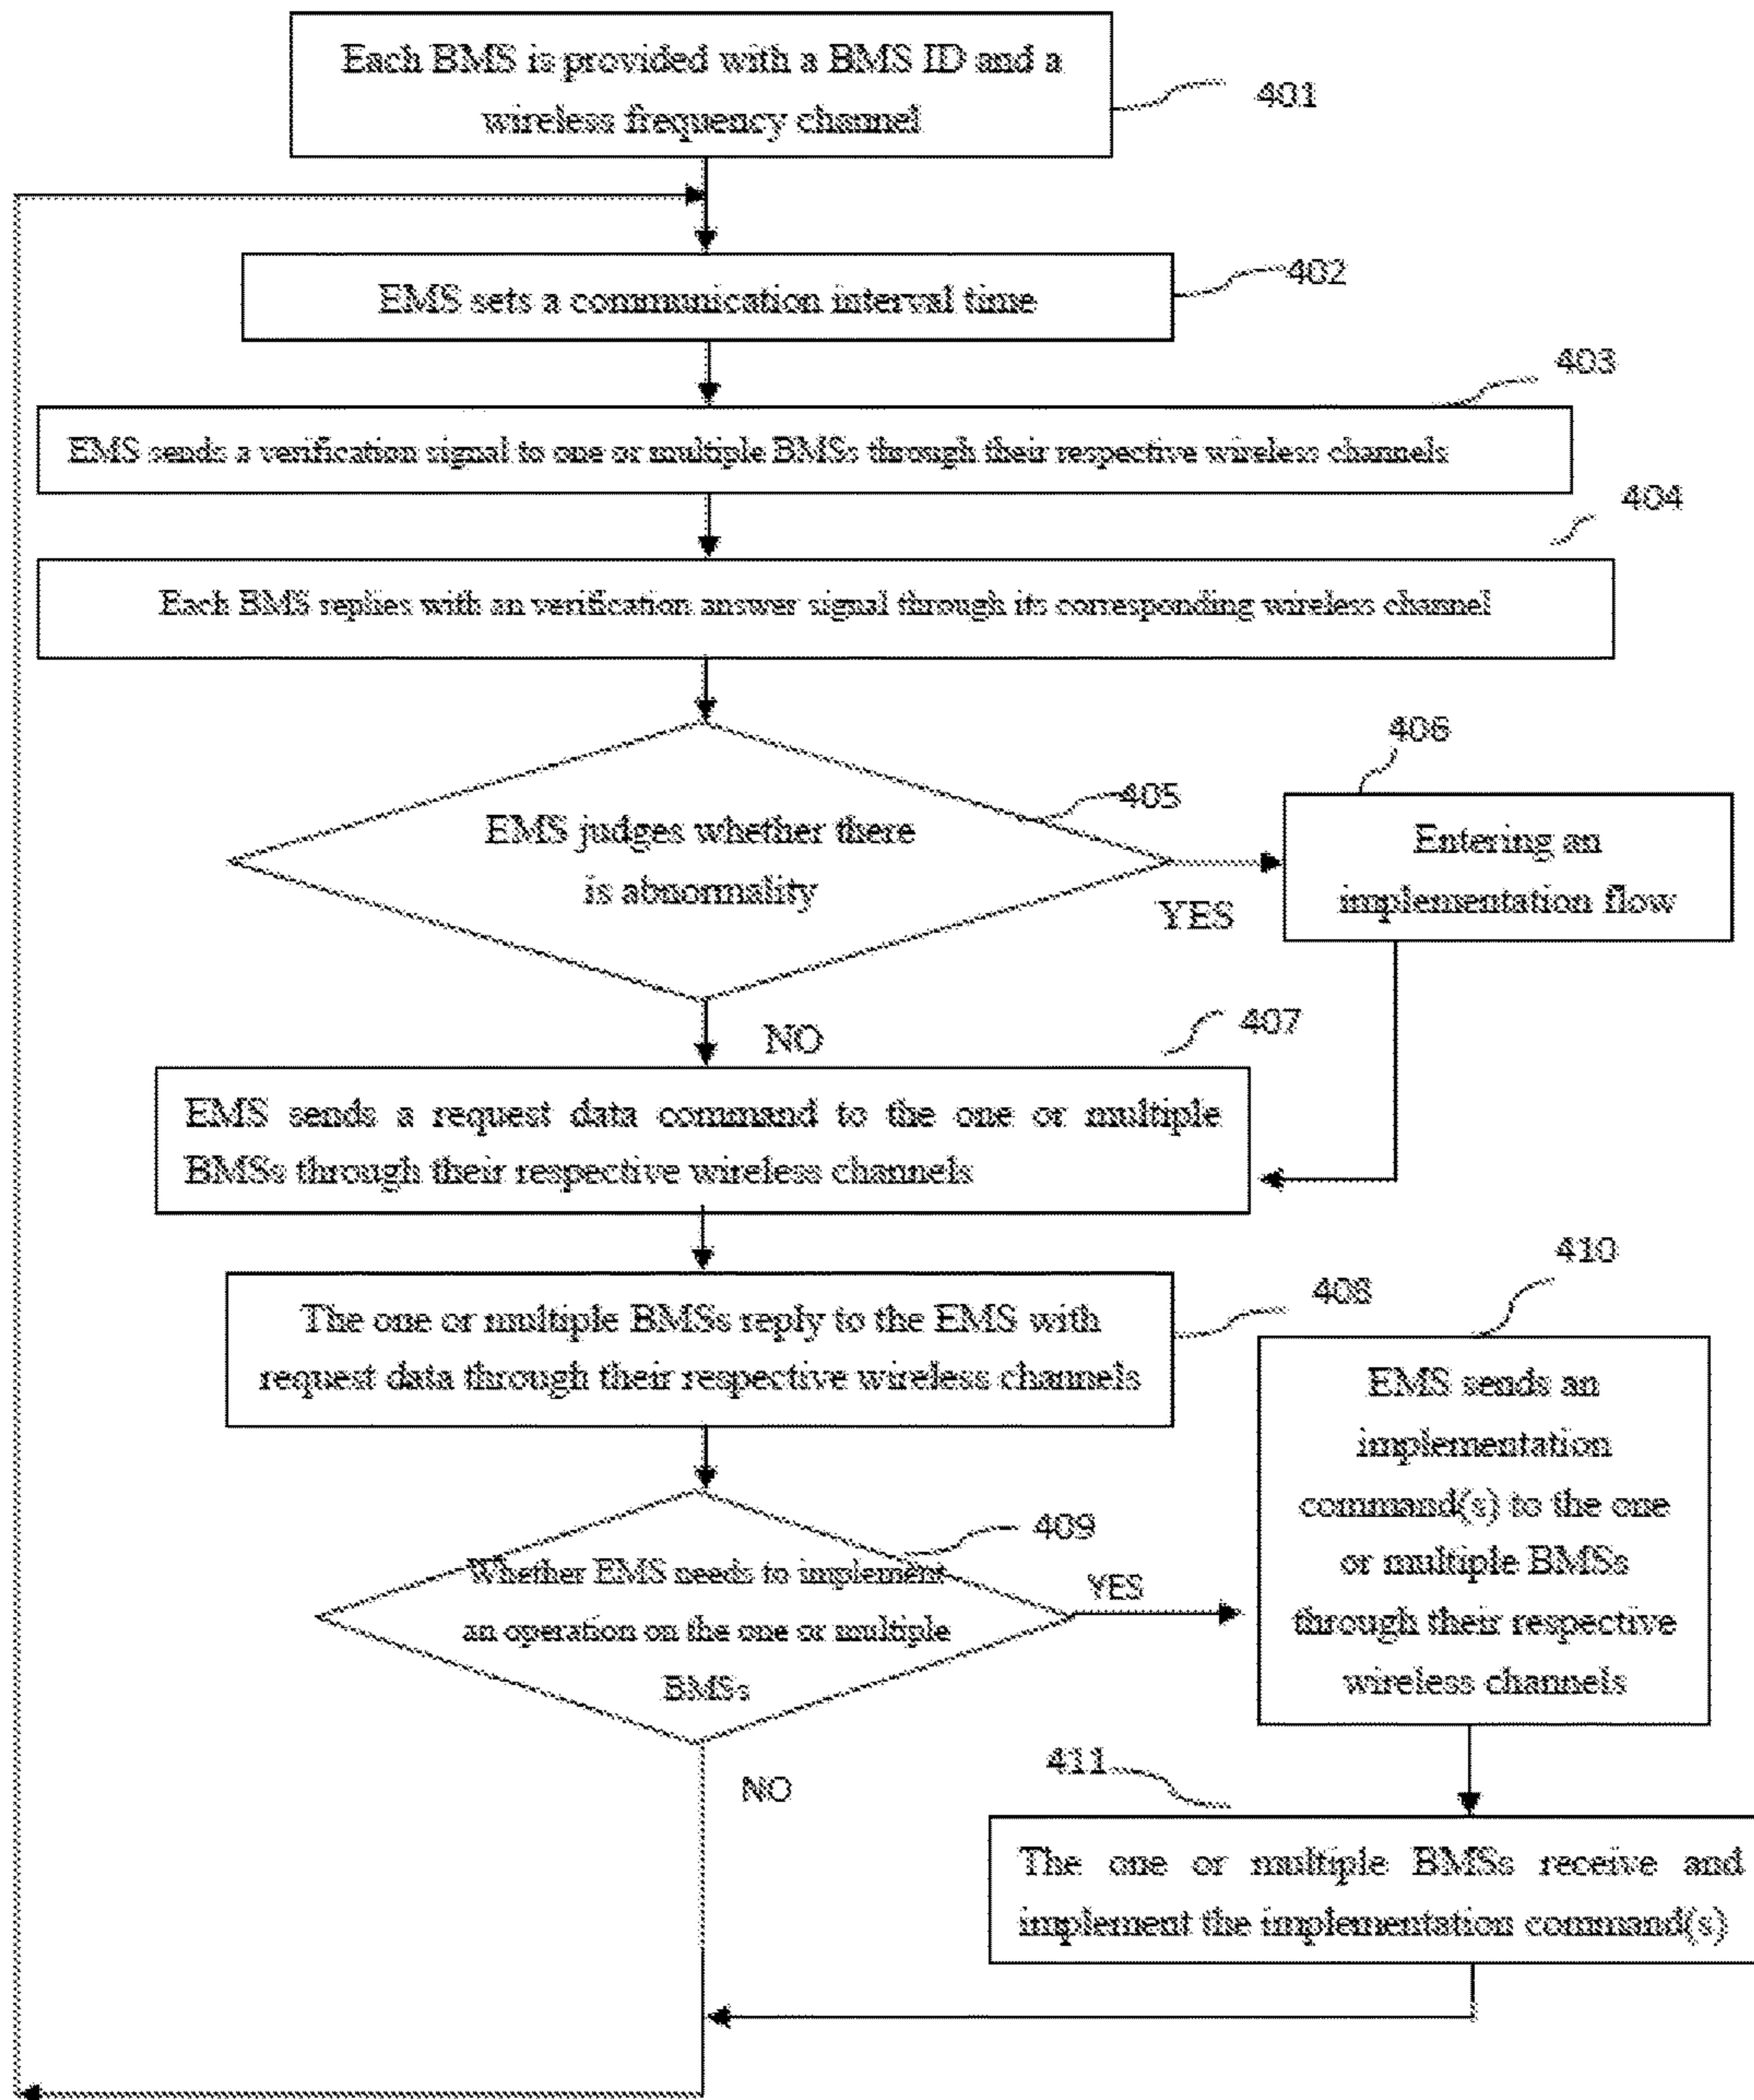 Each BMS is provided with a BMS ID and a
wireless frequency channel
401
EMS sets a communication interval time
402
403
EMS sends a verification signal to one or multiple BMSs through their respective wireless channels
404
Each BMS replies with an verification answer signal through its corresponding wireless channel
405
EMS judges whether there
is abnormality
YES
406
Entering an
implementation flow
NO
407
EMS sends a request data command to the one or multiple
BMSs through their respective wireless channels
408
The one or multiple BMSs reply to the EMS with
request data through their respective wireless channels
409
Whether EMS needs to implement
an operation on the one or multiple
BMSs
YES
410
EMS sends an
implementation
command(s) to the one
or multiple BMSs
through their respective
wireless channels
NO
411
The one or multiple BMSs receive and
implement the implementation command(s)